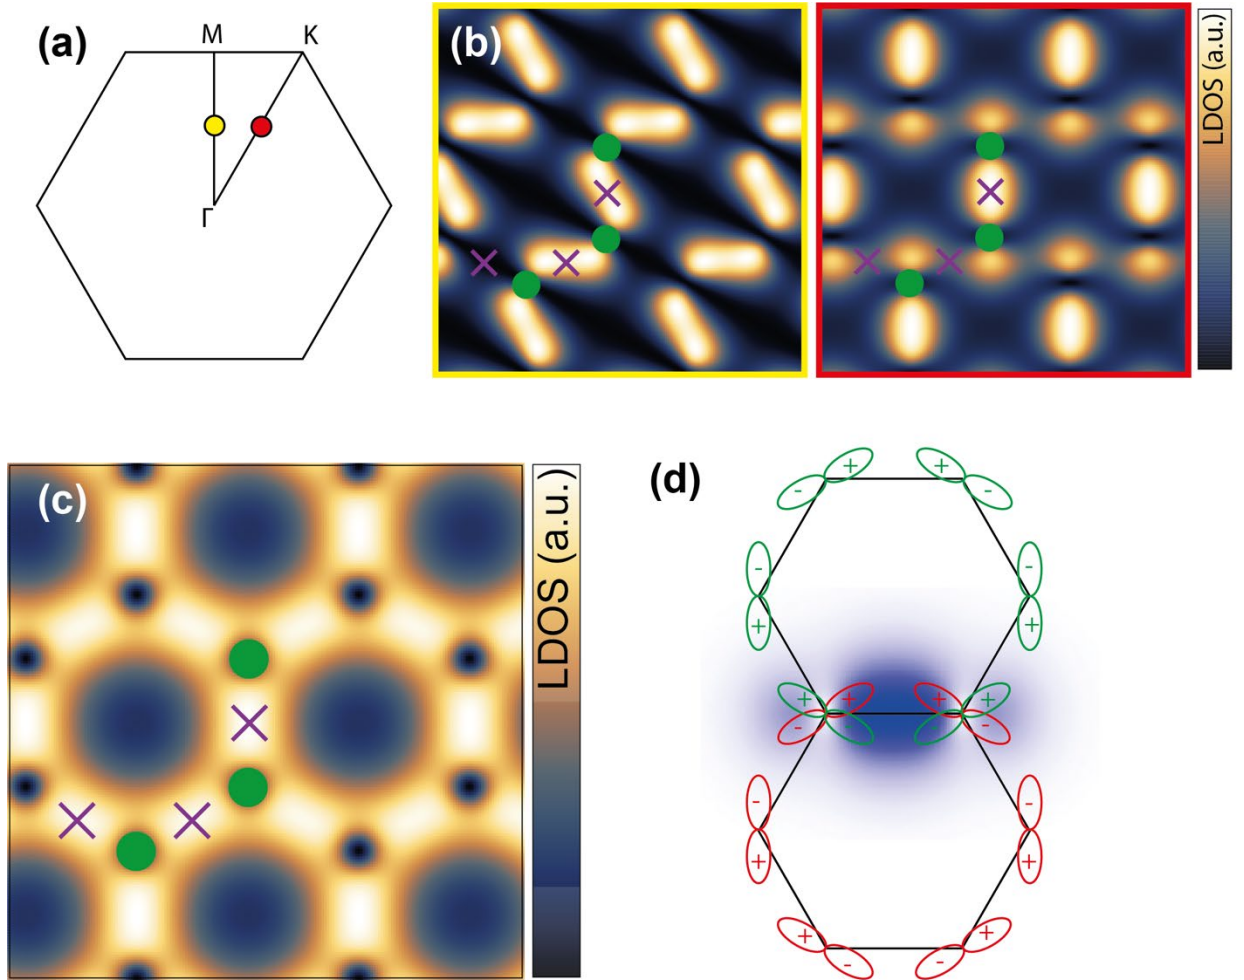 (a)
M
K
Γ
(b)
LDOS (a.u.)
(c)
LDOS (a.u.)
(d)
+
+
-
-
-
-
+
+
+
+
+
+
-
-
-
-
+
+
+
+
-
-